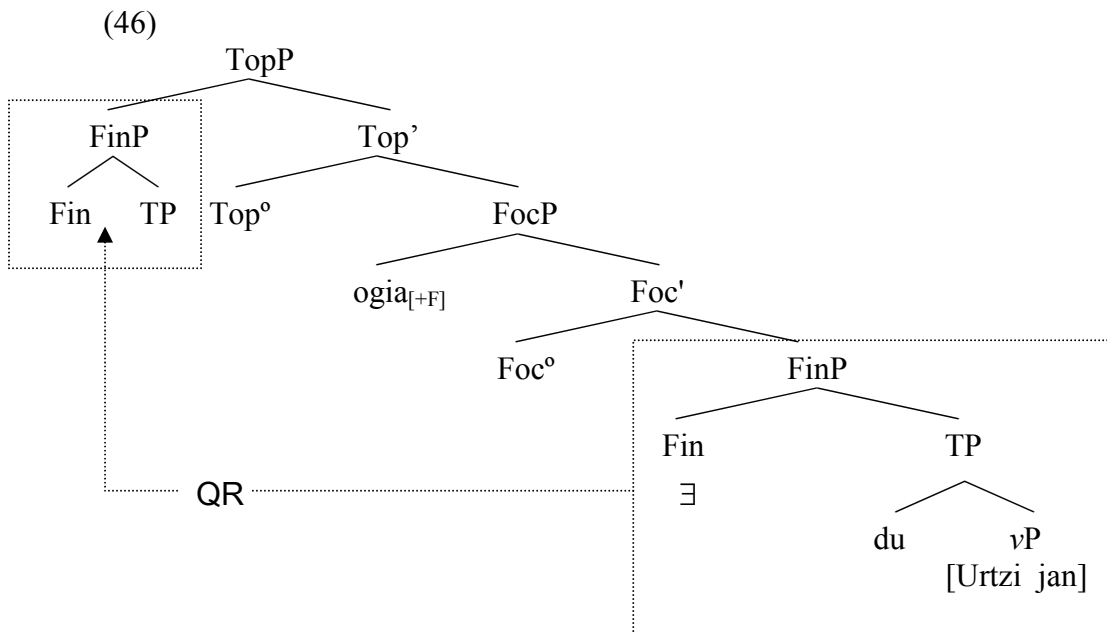 (46)
TopP
FinP Top’
Fin TP Topº FocP
ogia[+F] Foc'
Focº FinP
Fin TP
QR ∃
du vP
[Urtzi jan]